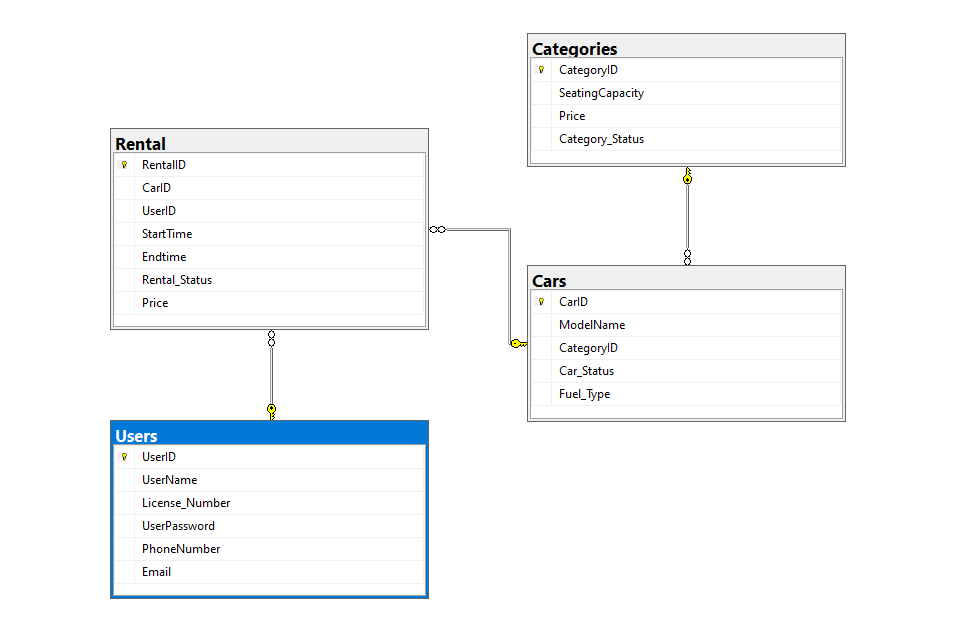 Categories
CategoryID
SeatingCapacity
Price
Category_Status
Rental
RentalID
CarID
UserID
StartTime
Endtime
Rental_Status
Price
Cars
CarID
ModelName
CategoryID
Car_Status
Fuel_Type
Users
UserID
UserName
License_Number
UserPassword
PhoneNumber
Email